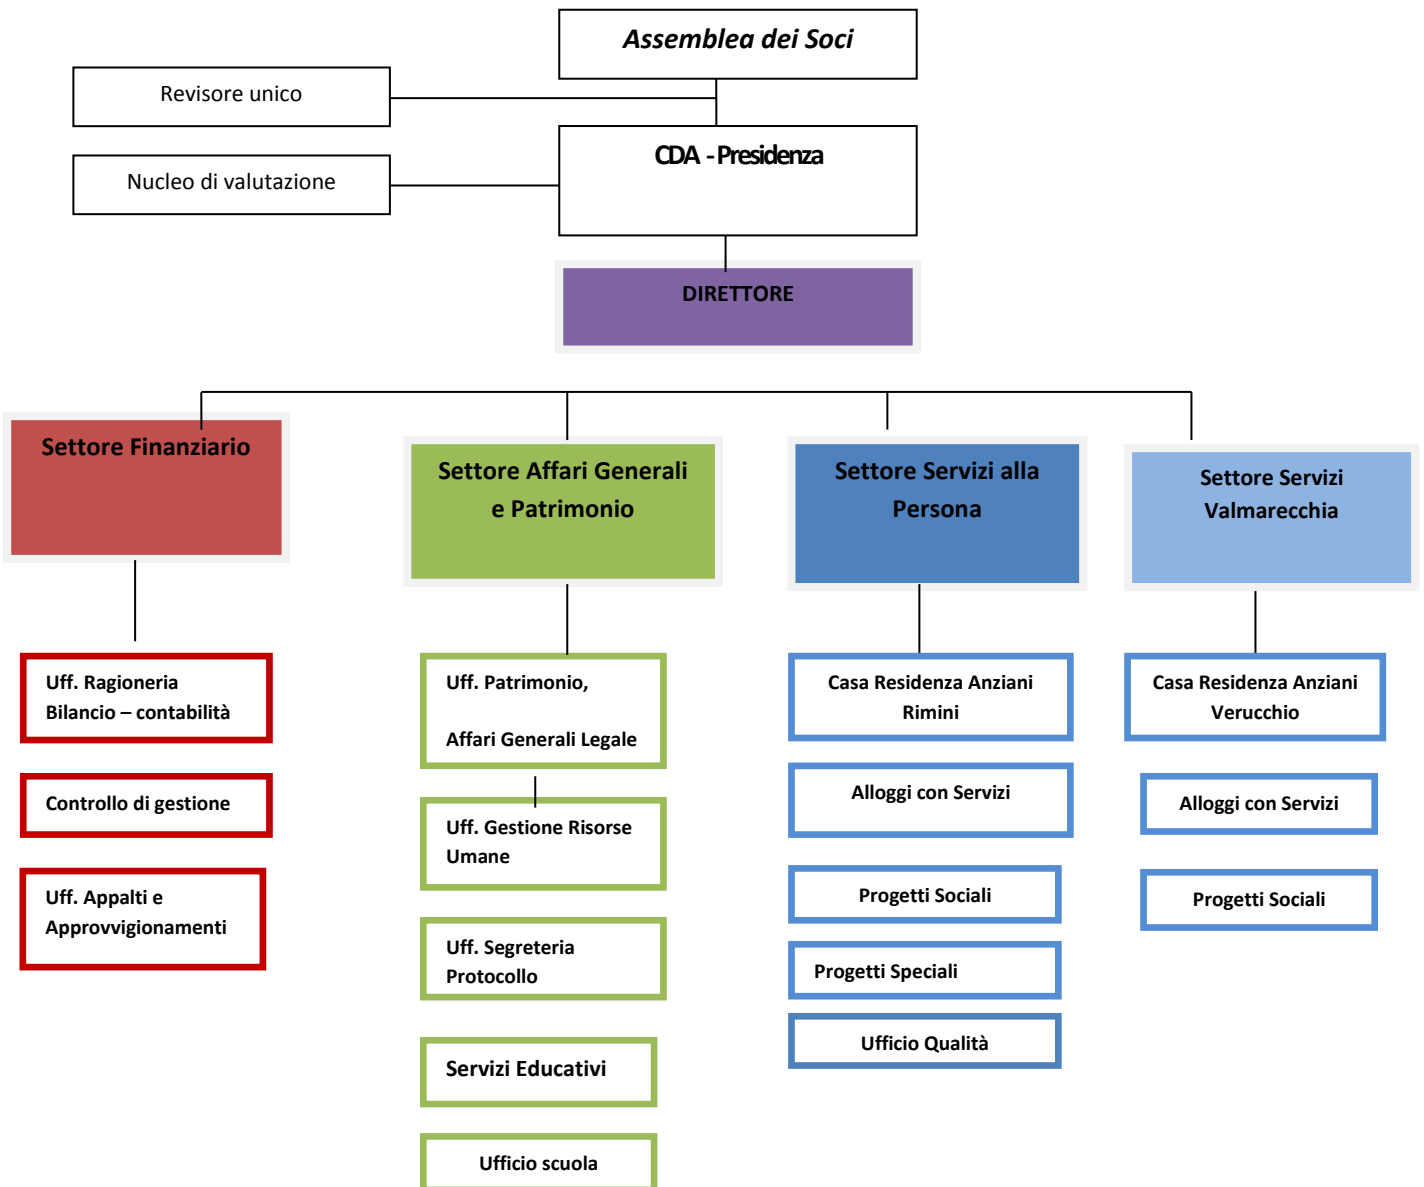 Assemblea dei Soci
Revisore unico
CDA - Presidenza
Nucleo di valutazione
DIRETTORE
Settore Finanziario
Settore Affari Generali
e Patrimonio
Settore Servizi alla
Persona
Settore Servizi
Valmarecchia
Uff. Ragioneria
Bilancio – contabilità
Controllo di gestione
Uff. Appalti e
Approvvigionamenti
Uff. Patrimonio,
Affari Generali Legale
Uff. Gestione Risorse
Umane
Uff. Segreteria
Protocollo
Servizi Educativi
Ufficio scuola
Casa Residenza Anziani
Rimini
Alloggi con Servizi
Progetti Sociali
Progetti Speciali
Ufficio Qualità
Casa Residenza Anziani
Verucchio
Alloggi con Servizi
Progetti Sociali